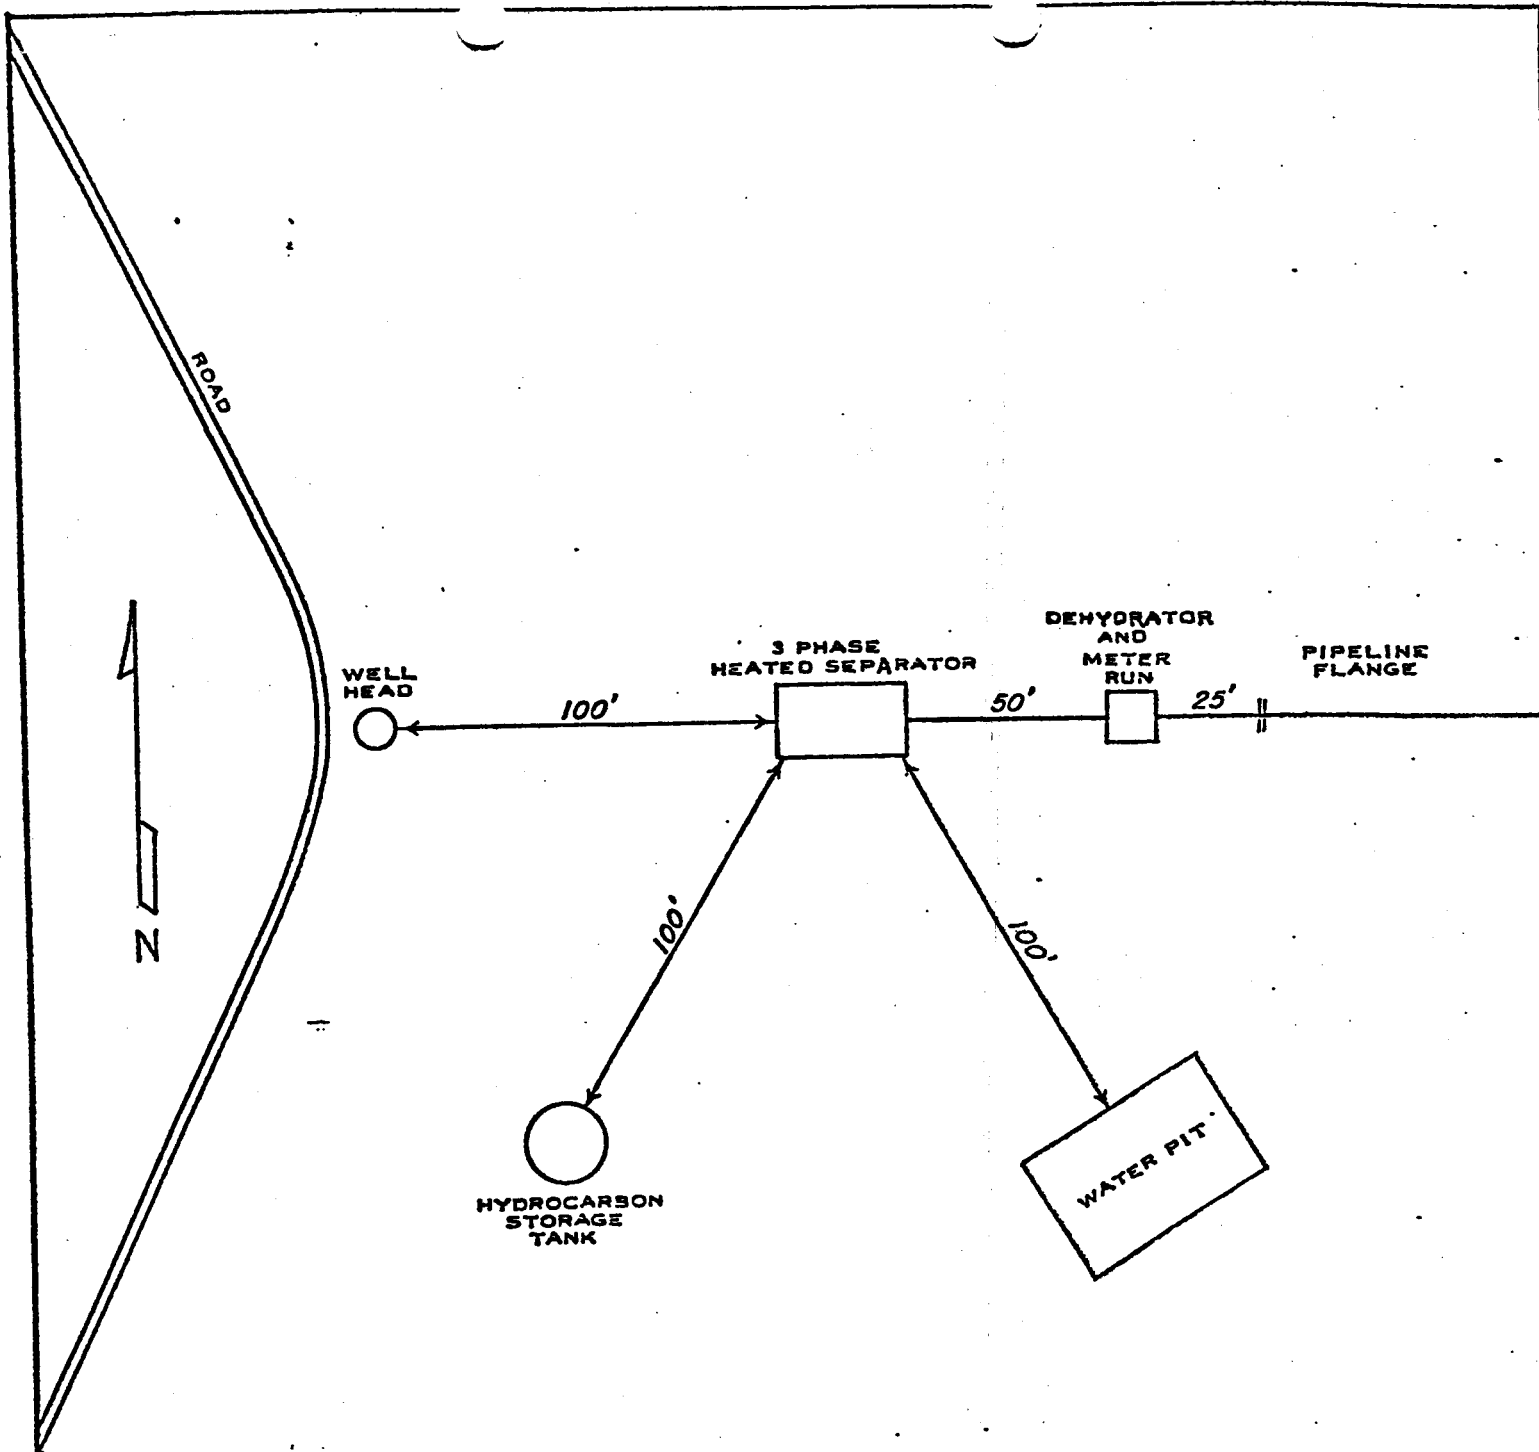 ROAD
WELL
HEAD
100'
3 PHASE
HEATED SEPARATOR
50'
DEHYDRATOR
AND
METER
RUN
25'
PIPELINE
FLANGE
N
100'
100'
HYDROCARBON
STORAGE
TANK
WATER PIT